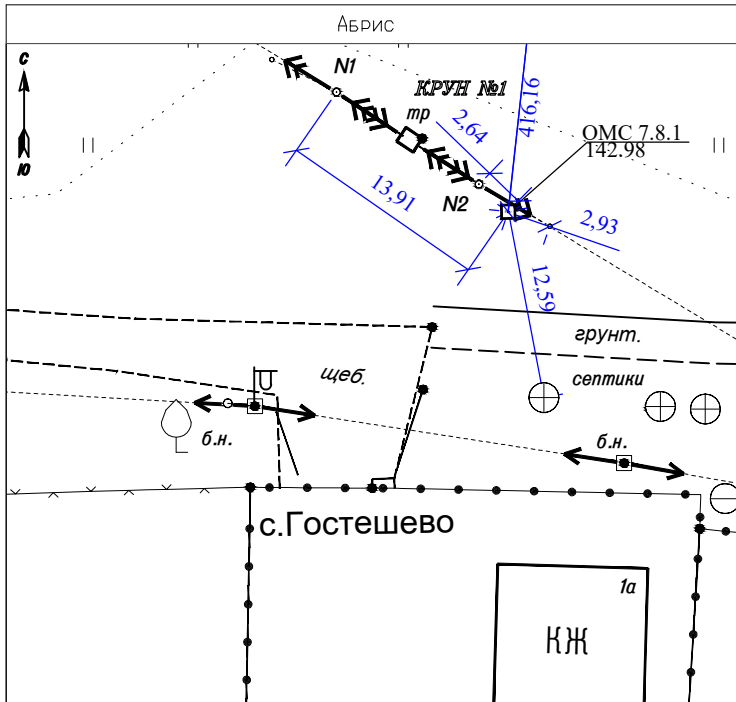 Абрис
С
Ю
N1
КРУН №1
тр
2,64
416,16
ОМС 7.8.1
142.98
13,91
N2
2,93
12,59
грунт.
щеб.
септики
б.н.
б.н.
с.Гостешево
1а
КЖ